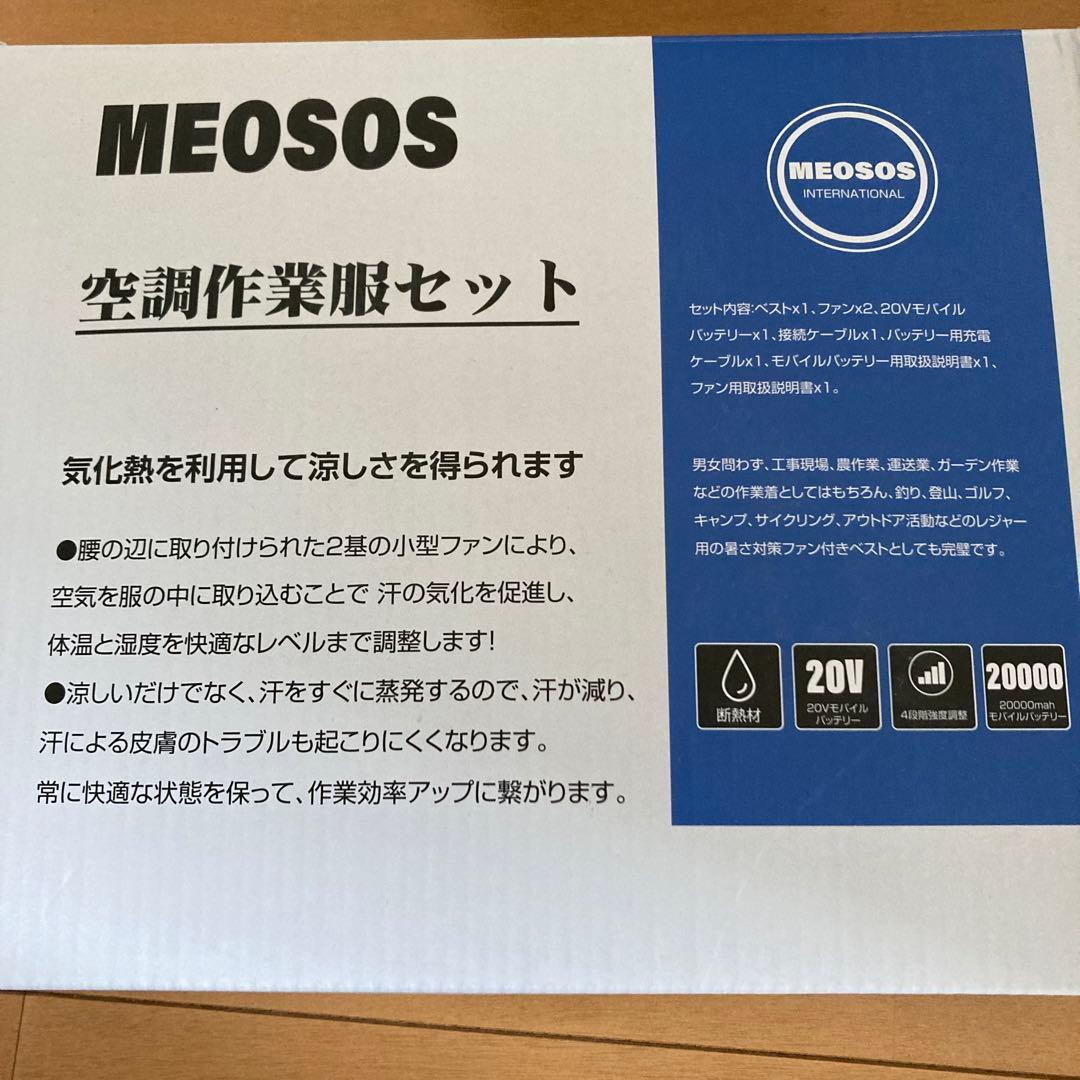 MEOSOS
空調作業服セット
気化熱を利用して涼しさを得られます
●腰の辺に取り付けられた2基の小型ファンにより、
空気を服の中に取り込むことで 汗の気化を促進し、
体温と湿度を快適なレベルまで調整します!
●涼しいだけでなく、汗をすぐに蒸発するので、汗が減り、
汗による皮膚のトラブルも起こりにくくなります。
常に快適な状態を保って、作業効率アップに繋がります。
MEOSOS
INTERNATIONAL
セット内容:ベストx1、ファンx2、20Vモバイル
バッテリーx1、接続ケーブルx1、バッテリー用充電
ケーブルx1、モバイルバッテリー用取扱説明書x1、
ファン用取扱説明書x1。
男女問わず、工事現場、農作業、運送業、ガーデン作業
などの作業着としてはもちろん、釣り、登山、ゴルフ、
キャンプ、サイクリング、アウトドア活動などのレジャー
用の暑さ対策ファン付きベストとしても完璧です。
断熱材
20V
20Vモバイル
バッテリー
4段階強度調整
20000
20000mah
モバイルバッテリー